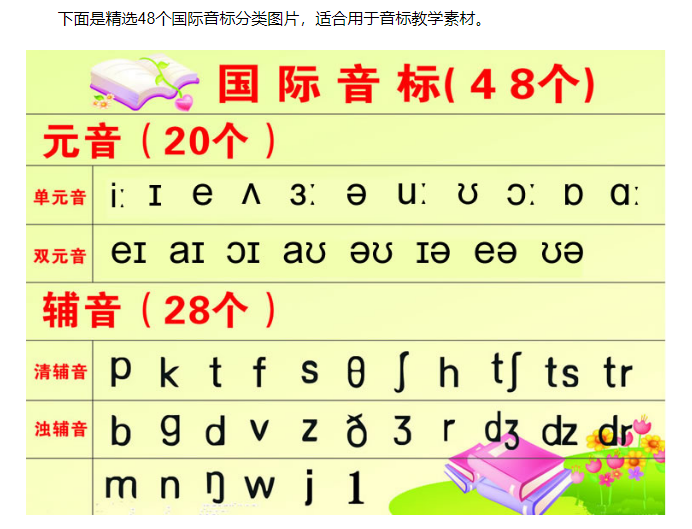 下面是精选48个国际音标分类图片，适合用于音标教学素材。
国际音标(48个)
元音（20个）
单元音 iː ɪ e ʌ ɜː ə uː ʊ ɔː ɒ ɑː
双元音 eɪ aɪ ɔɪ aʊ əʊ ɪə eə ʊə
辅音（28个）
清辅音 p k t f s θ ʃ h tʃ ts tr
浊辅音 b g d v z ð ʒ r dʒ dz dr
m n ŋ w j l